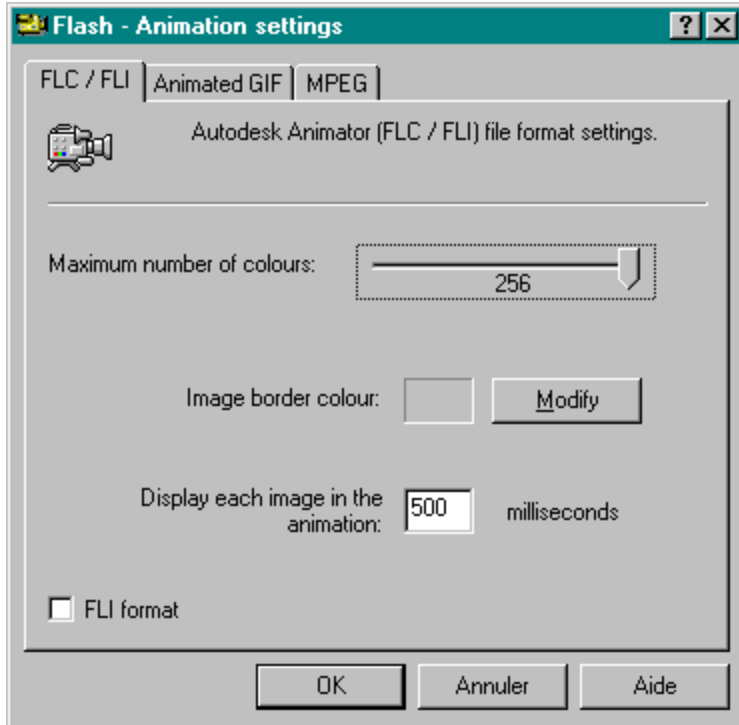 Flash - Animation settings
FLC / FLI Animated GIF MPEG
Autodesk Animator (FLC / FLI) file format settings.
Maximum number of colours:
256
Image border colour: Modify
Display each image in the
animation: 500 milliseconds
FLI format
OK Annuler Aide